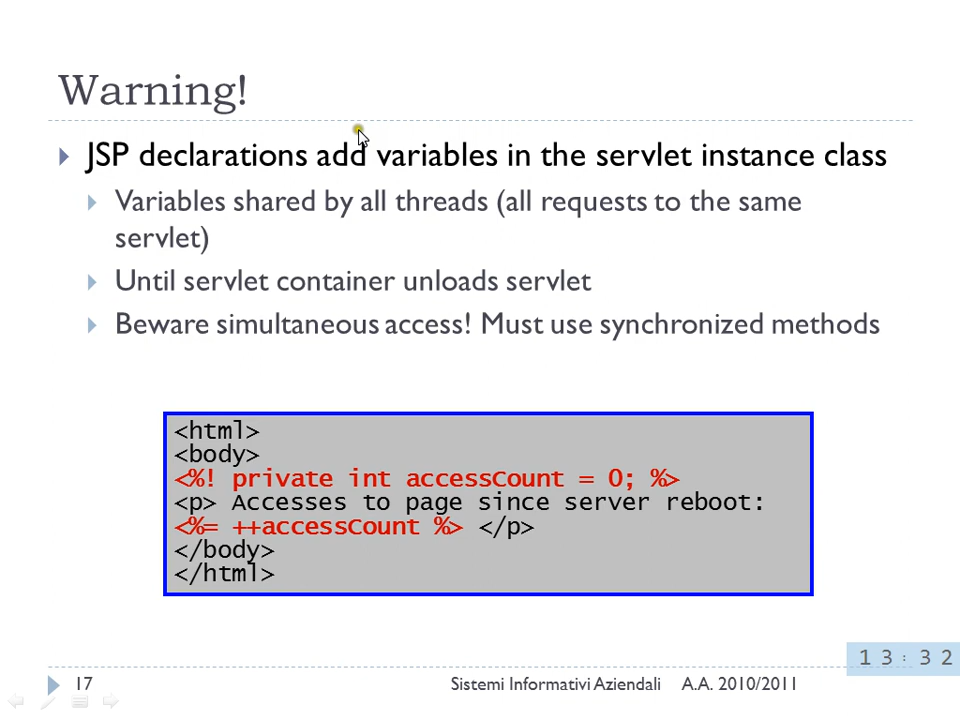 Warning!
JSP declarations add variables in the servlet instance class
Variables shared by all threads (all requests to the same
servlet)
Until servlet container unloads servlet
Beware simultaneous access! Must use synchronized methods
<html>
<body>
<%! private int accessCount = 0; %>
<p> Accesses to page since server reboot:
<%= ++accessCount %> </p>
</body>
</html>
13:32
17 Sistemi Informativi Aziendali A.A. 2010/2011